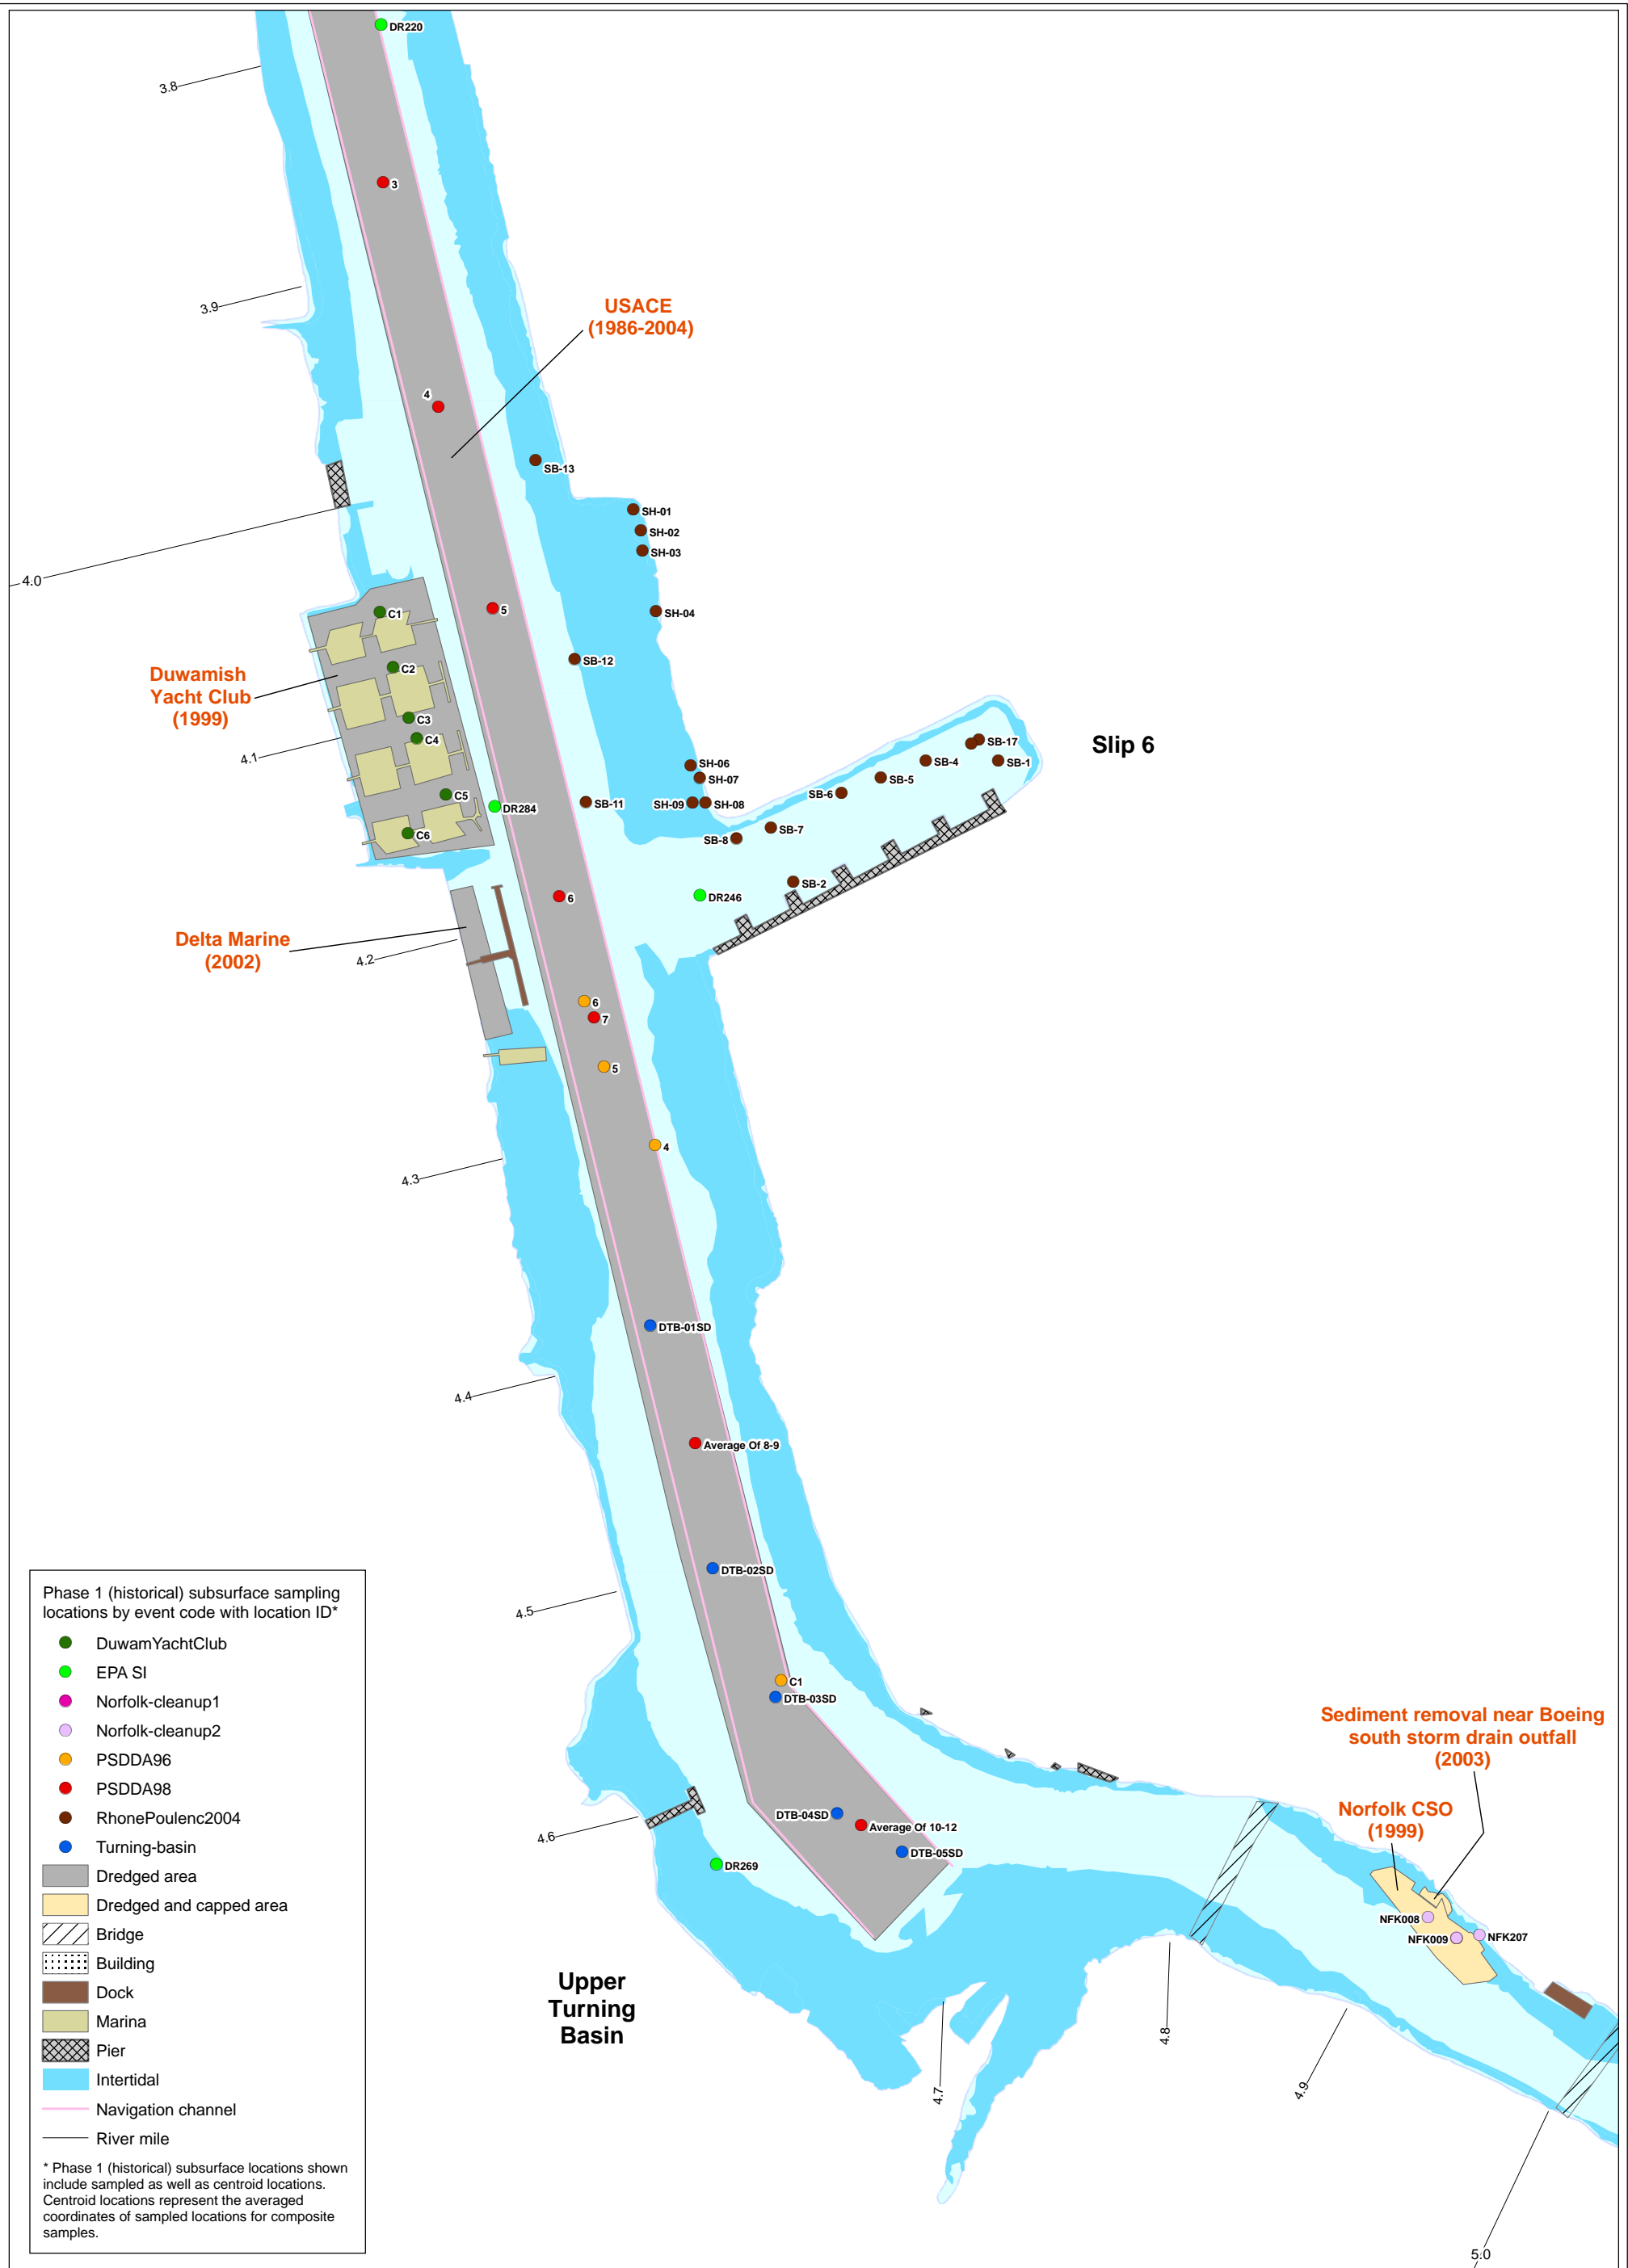 DR220
3.8
3
3.9
USACE
(1986-2004)
4
SB-13
SH-01
SH-02
SH-03
4.0
5
C1
SH-04
SB-12
C2
Duwamish
Yacht Club
(1999)
C3
C4
4.1
Slip 6
SB-17
SB-1
SB-4
SH-06
SH-07
SB-5
SB-6
C5
DR284
SB-11
SH-09
SH-08
C6
SB-7
SB-8
SB-2
6
DR246
Delta Marine
(2002)
4.2
6
7
5
4
4.3
DTB-01SD
4.4
Average Of 8-9
DTB-02SD
4.5
C1
DTB-03SD
Sediment removal near Boeing
south storm drain outfall
(2003)
Norfolk CSO
(1999)
DTB-04SD
Average Of 10-12
4.6
DTB-05SD
DR269
NFK008
NFK009
NFK207
Upper
Turning
Basin
4.7
4.8
4.9
5.0
Phase 1 (historical) subsurface sampling
locations by event code with location ID*
DuwamYachtClub
EPA SI
Norfolk-cleanup1
Norfolk-cleanup2
PSDDA96
PSDDA98
RhonePoulenc2004
Turning-basin
Dredged area
Dredged and capped area
Bridge
Building
Dock
Marina
Pier
Intertidal
Navigation channel
River mile
* Phase 1 (historical) subsurface locations shown
include sampled as well as centroid locations.
Centroid locations represent the averaged
coordinates of sampled locations for composite
samples.